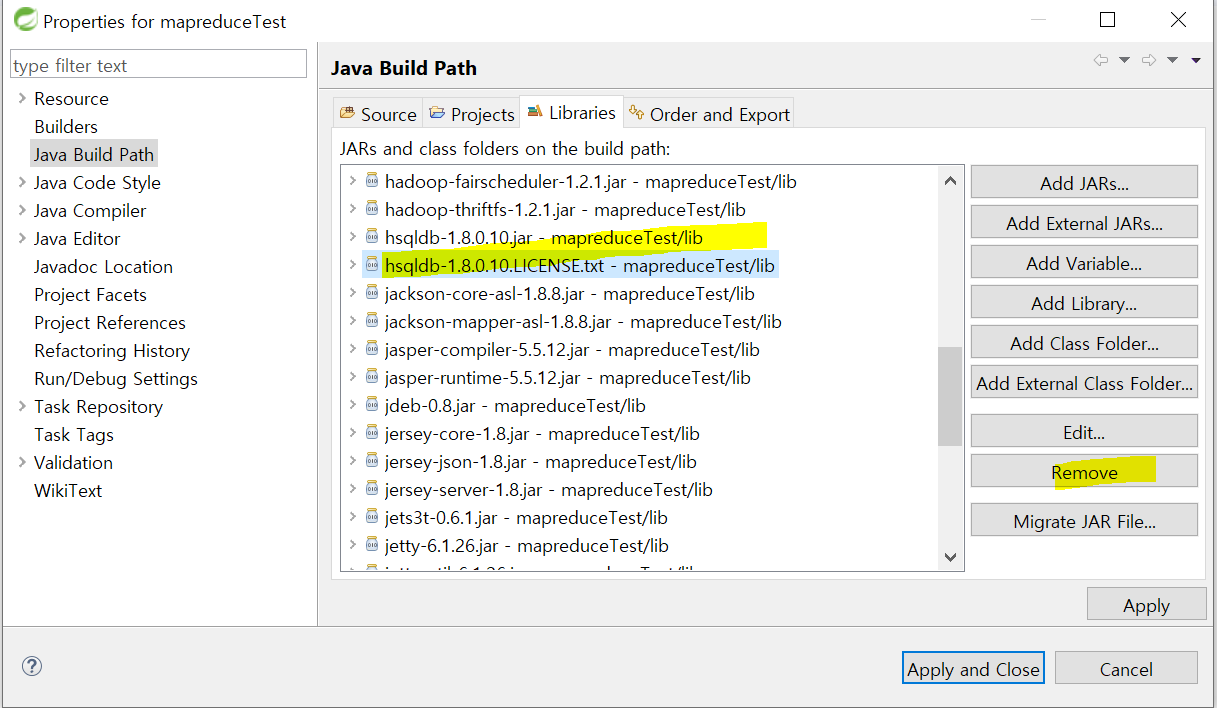 Properties for mapreduceTest
type filter text
Resource
Builders
Java Build Path
Java Code Style
Java Compiler
Java Editor
Javadoc Location
Project Facets
Project References
Refactoring History
Run/Debug Settings
Task Repository
Task Tags
Validation
WikiText
Java Build Path
Source Projects Libraries Order and Export
JARs and class folders on the build path:
hadoop-fairscheduler-1.2.1.jar - mapreduceTest/lib
hadoop-thriftfs-1.2.1.jar - mapreduceTest/lib
hsqldb-1.8.0.10.jar - mapreduceTest/lib
hsqldb-1.8.0.10.LICENSE.txt - mapreduceTest/lib
jackson-core-asl-1.8.8.jar - mapreduceTest/lib
jackson-mapper-asl-1.8.8.jar - mapreduceTest/lib
jasper-compiler-5.5.12.jar - mapreduceTest/lib
jasper-runtime-5.5.12.jar - mapreduceTest/lib
jdeb-0.8.jar - mapreduceTest/lib
jersey-core-1.8.jar - mapreduceTest/lib
jersey-json-1.8.jar - mapreduceTest/lib
jersey-server-1.8.jar - mapreduceTest/lib
jets3t-0.6.1.jar - mapreduceTest/lib
jetty-6.1.26.jar - mapreduceTest/lib
Add JARs...
Add External JARs...
Add Variable...
Add Library...
Add Class Folder...
Add External Class Folder...
Edit...
Remove
Migrate JAR File...
Apply
Apply and Close
Cancel